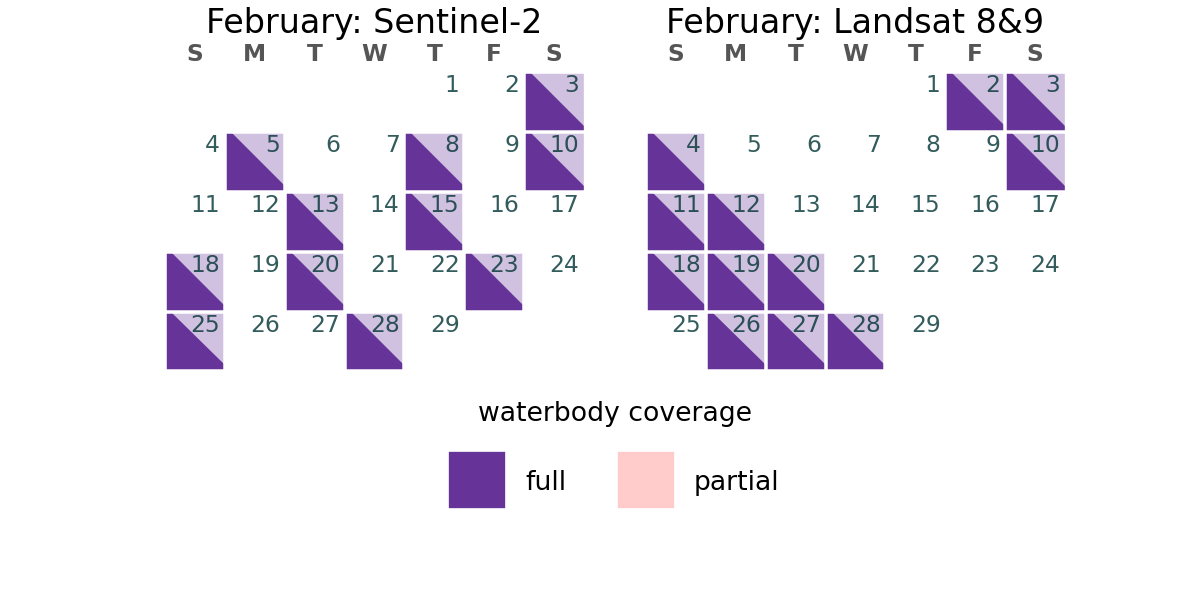 February: Sentinel-2
S M T W T F S
1 2 3
4 5 6 7 8 9 10
11 12 13 14 15 16 17
18 19 20 21 22 23 24
25 26 27 28 29
February: Landsat 8&9
S M T W T F S
1 2 3
4 5 6 7 8 9 10
11 12 13 14 15 16 17
18 19 20 21 22 23 24
25 26 27 28 29
waterbody coverage
full partial